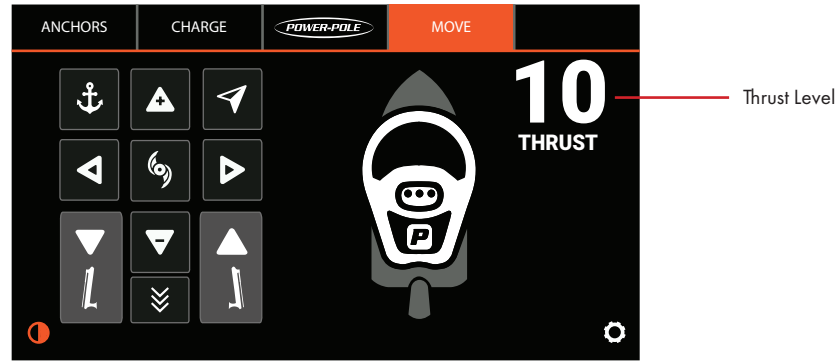 ANCHORS CHARGE POWER-POLE MOVE
10
THRUST
Thrust Level
P